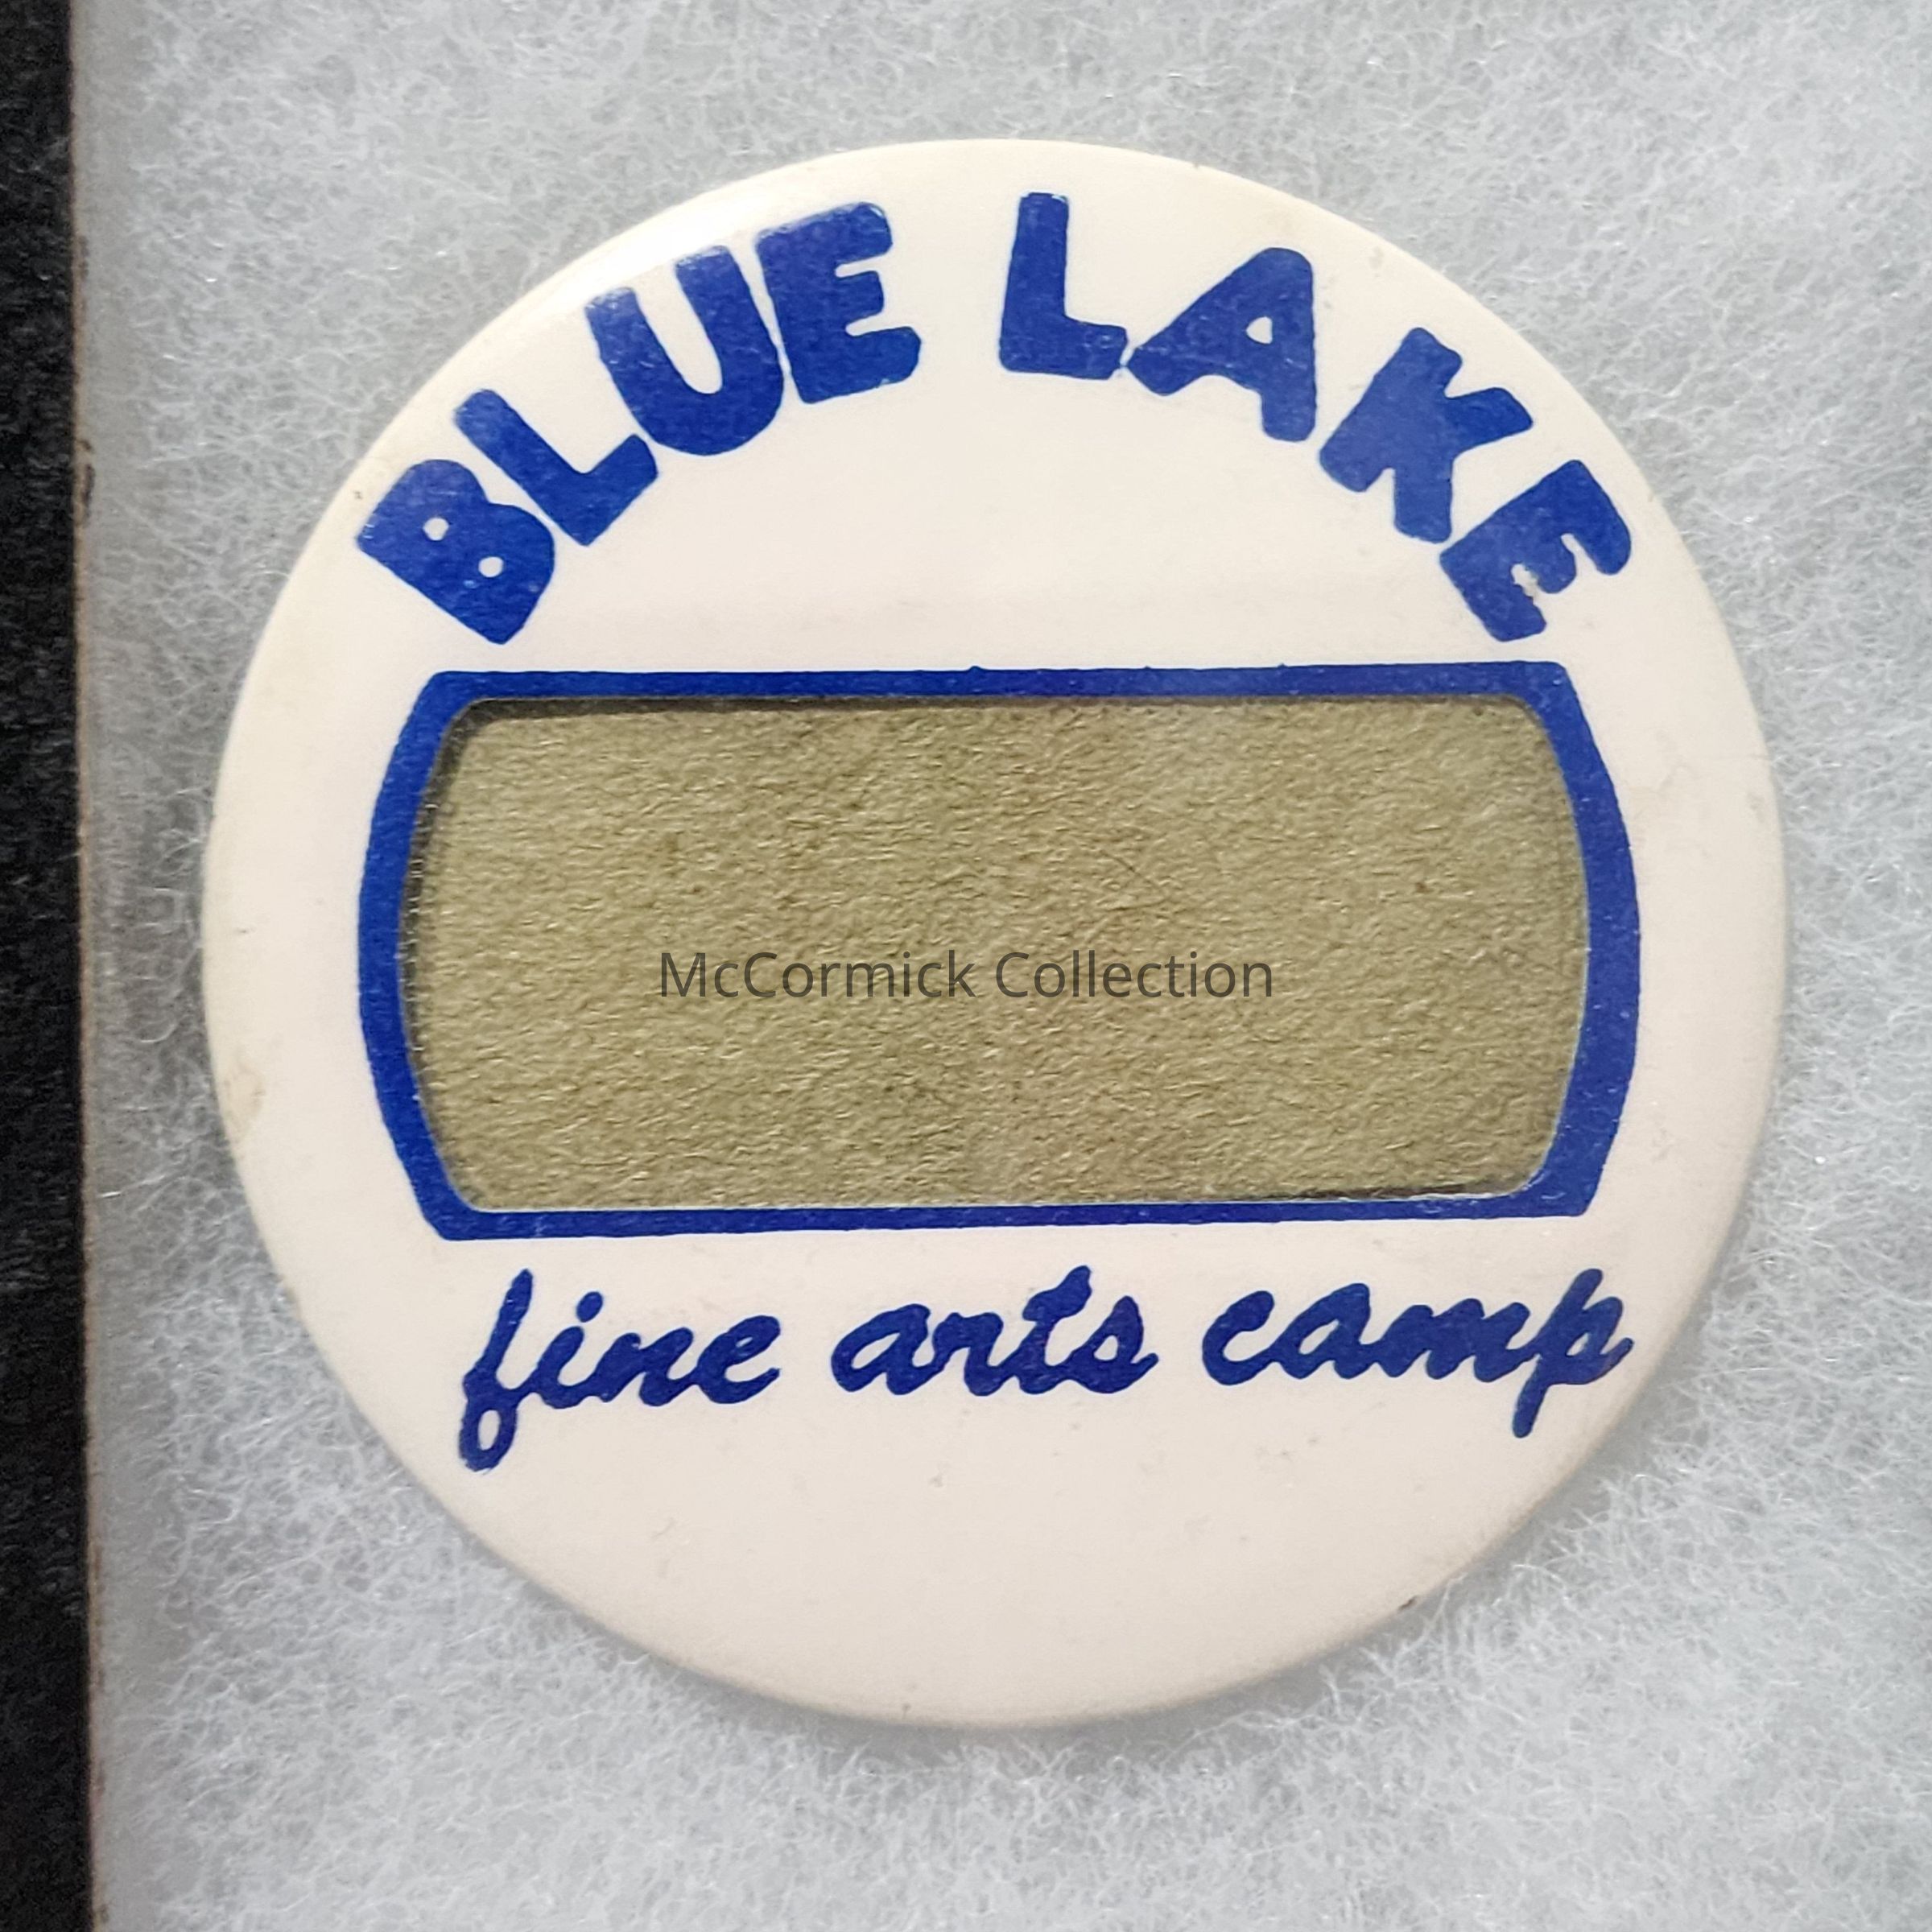 BLUE LAKE
McCormick Collection
fine arts camp